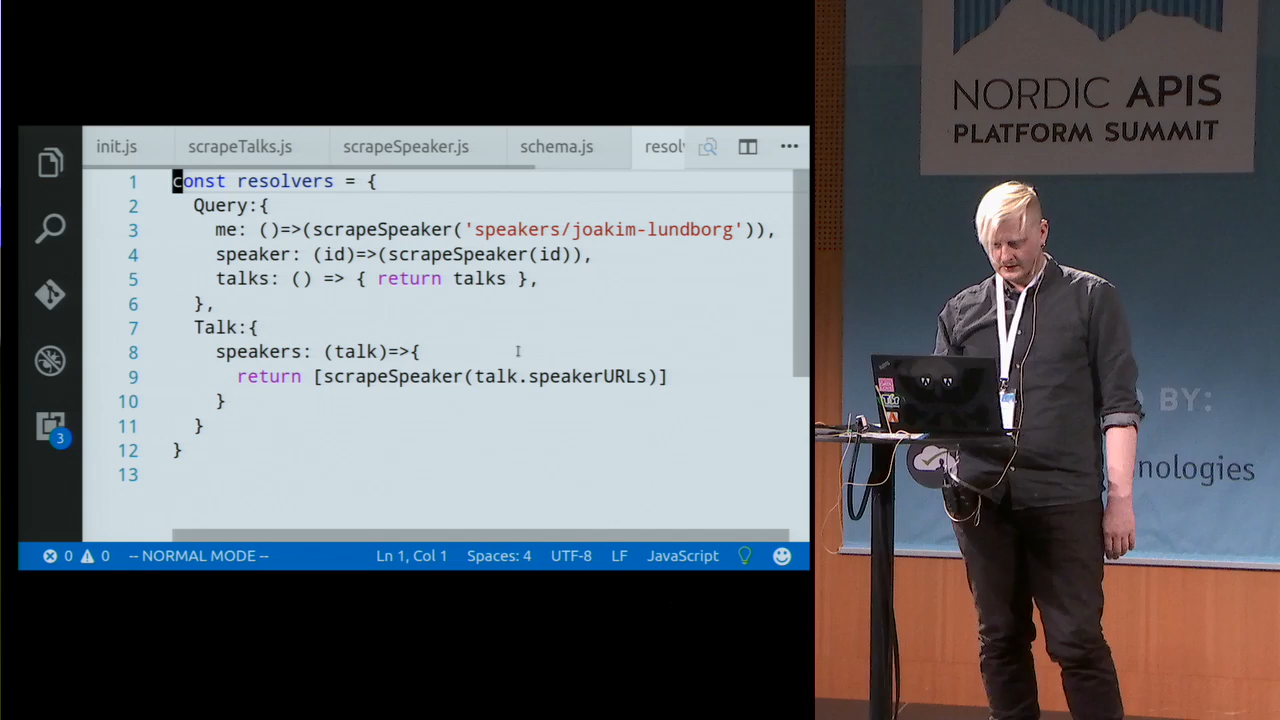 init.js scrapeTalks.js scrapeSpeaker.js schema.js resolv
1 const resolvers = {
2 Query:{
3 me: ()=>(scrapeSpeaker('speakers/joakim-lundborg')),
4 speaker: (id)=>(scrapeSpeaker(id)),
5 talks: () => { return talks },
6 },
7 Talk:{
8 speakers: (talk)=>{
9 return [scrapeSpeaker(talk.speakerURLs)]
10 }
11 }
12 }
13
3
0 0 -- NORMAL MODE -- Ln 1, Col 1 Spaces: 4 UTF-8 LF JavaScript
NORDIC APIS
PLATFORM SUMMIT
BY:
nologies